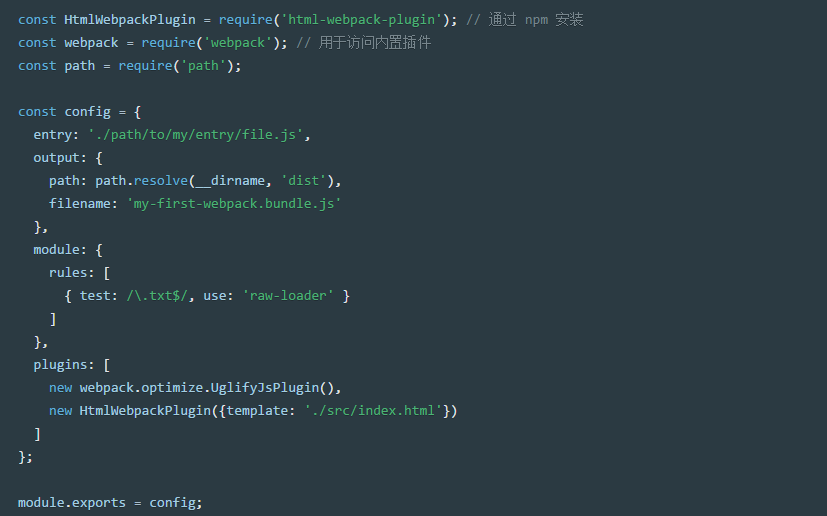 const HtmlWebpackPlugin = require('html-webpack-plugin'); // 通过 npm 安装
const webpack = require('webpack'); // 用于访问内置插件
const path = require('path');

const config = {
  entry: './path/to/my/entry/file.js',
  output: {
    path: path.resolve(__dirname, 'dist'),
    filename: 'my-first-webpack.bundle.js'
  },
  module: {
    rules: [
      { test: /\.txt$/, use: 'raw-loader' }
    ]
  },
  plugins: [
    new webpack.optimize.UglifyJsPlugin(),
    new HtmlWebpackPlugin({template: './src/index.html'})
  ]
};

module.exports = config;